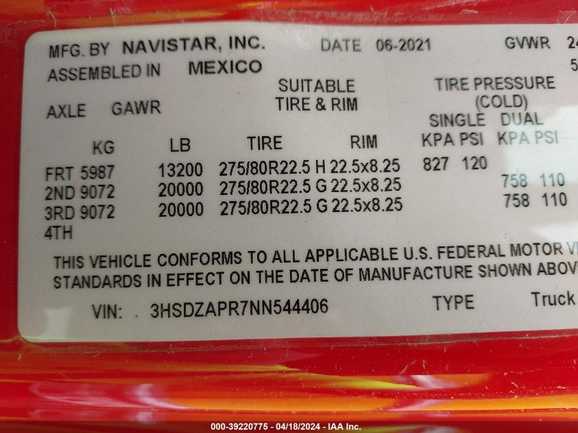 MFG. BY NAVISTAR, INC. DATE 06-2021 GVWR 24
ASSEMBLED IN MEXICO 5
SUITABLE TIRE PRESSURE
AXLE GAWR TIRE & RIM (COLD)
SINGLE DUAL
KG LB TIRE RIM KPA PSI KPA PSI
FRT 5987 13200 275/80R22.5 H 22.5x8.25 827 120
2ND 9072 20000 275/80R22.5 G 22.5x8.25 758 110
3RD 9072 20000 275/80R22.5 G 22.5x8.25 758 110
4TH
THIS VEHICLE CONFORMS TO ALL APPLICABLE U.S. FEDERAL MOTOR V
STANDARDS IN EFFECT ON THE DATE OF MANUFACTURE SHOWN ABOV
VIN: 3HSDZAPR7NN544406 TYPE Truck
000-39220775 - 04/18/2024 - IAA Inc.